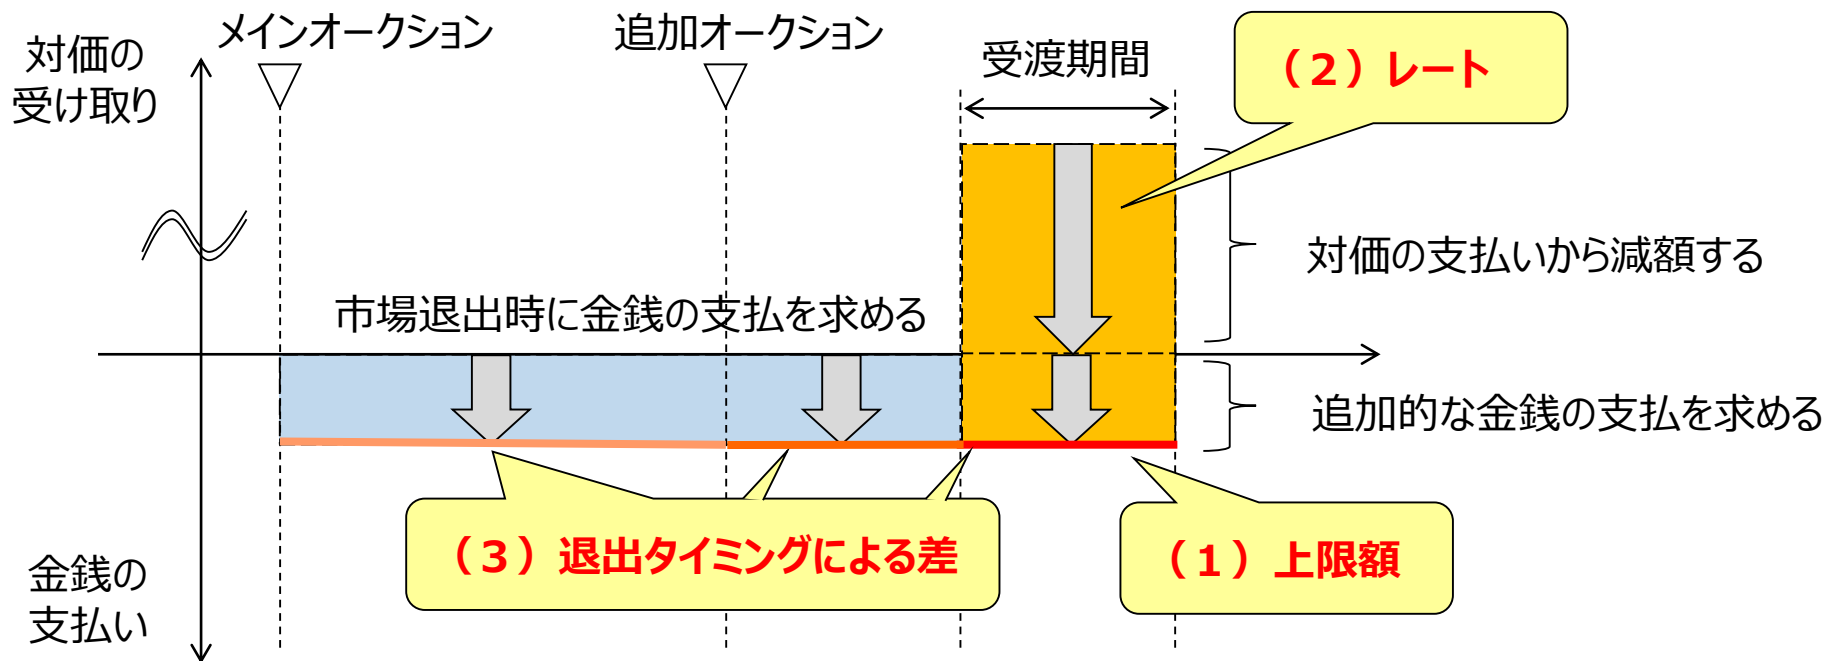 メインオークション
追加オークション
対価の
受け取り
受渡期間
（２）レート
対価の支払いから減額する
市場退出時に金銭の支払を求める
追加的な金銭の支払を求める
（３）退出タイミングによる差
（１）上限額
金銭の
支払い